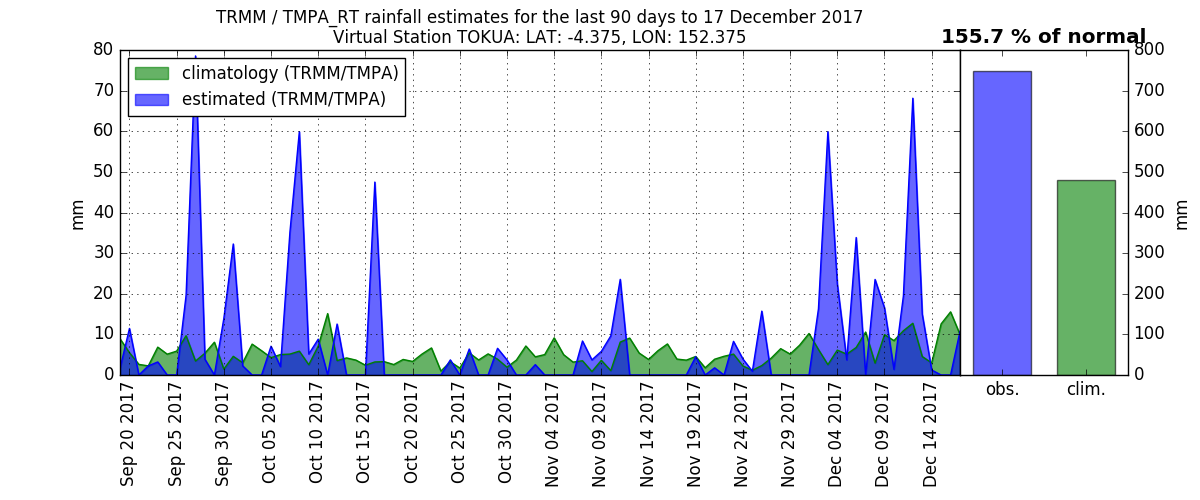 TRMM / TMPA_RT rainfall estimates for the last 90 days to 17 December 2017
Virtual Station TOKUA: LAT: -4.375, LON: 152.375
155.7 % of normal
climatology (TRMM/TMPA)
estimated (TRMM/TMPA)
80
70
60
50
40
30
20
10
0
mm
Sep 20 2017
Sep 25 2017
Sep 30 2017
Oct 05 2017
Oct 10 2017
Oct 15 2017
Oct 20 2017
Oct 25 2017
Oct 30 2017
Nov 04 2017
Nov 09 2017
Nov 14 2017
Nov 19 2017
Nov 24 2017
Nov 29 2017
Dec 04 2017
Dec 09 2017
Dec 14 2017
obs.
clim.
800
700
600
500
400
300
200
100
0
mm